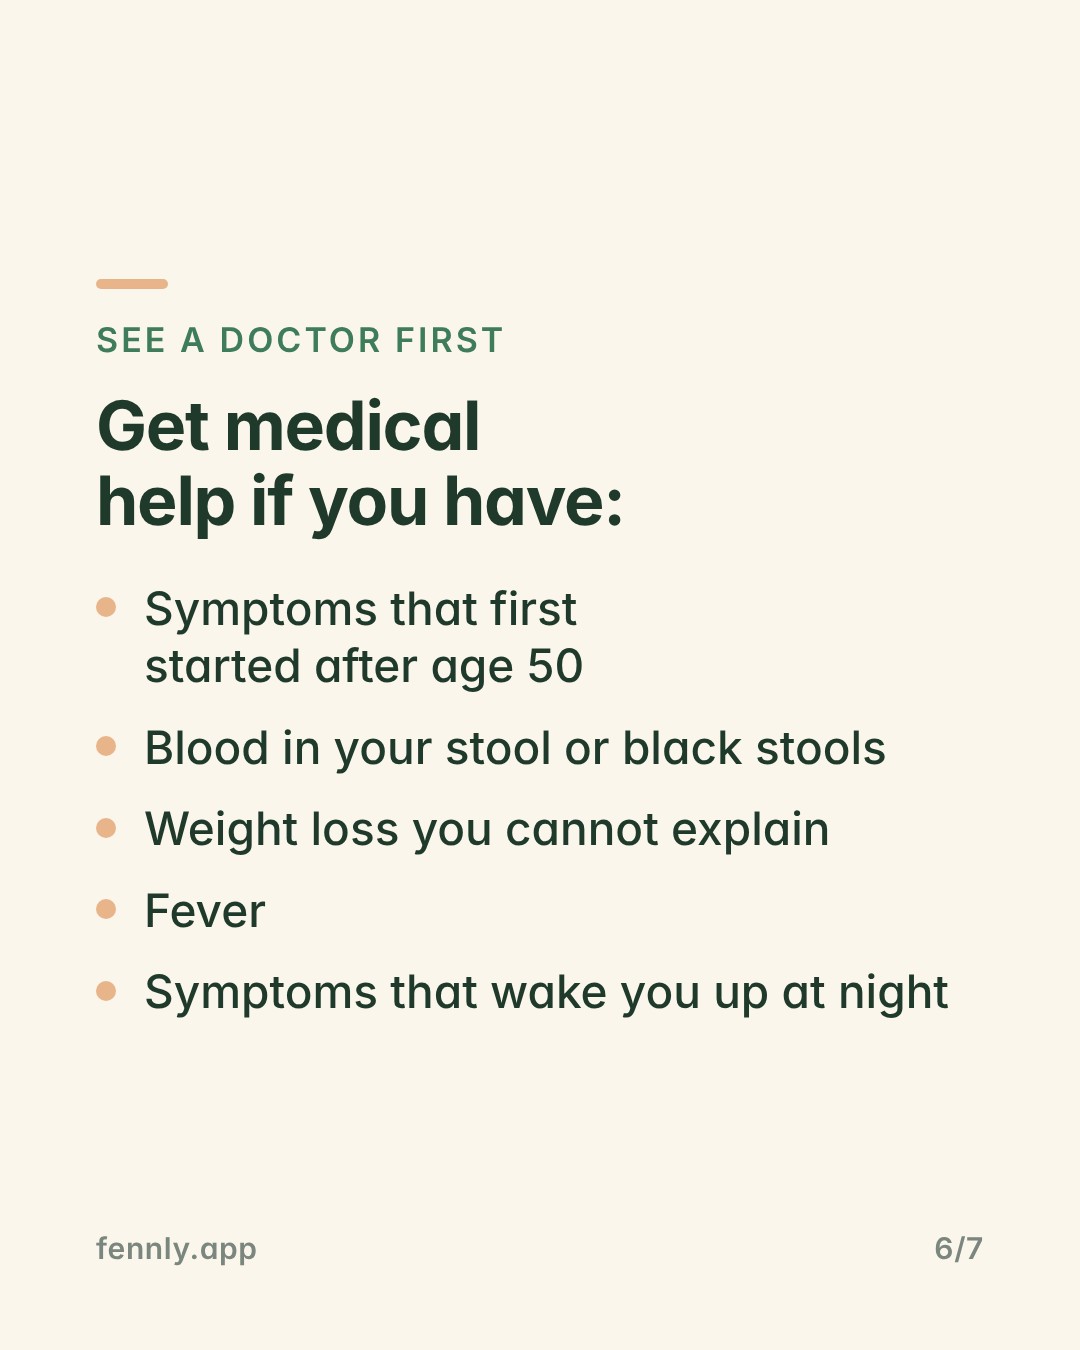 SEE A DOCTOR FIRST
Get medical
help if you have:
Symptoms that first
started after age 50
Blood in your stool or black stools
Weight loss you cannot explain
Fever
Symptoms that wake you up at night
fennly.app
6/7